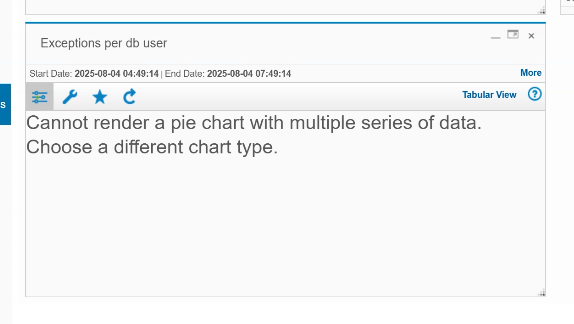 Exceptions per db user
Start Date: 2025-08-04 04:49:14 | End Date: 2025-08-04 07:49:14
More
Tabular View
?
Cannot render a pie chart with multiple series of data.
Choose a different chart type.
s